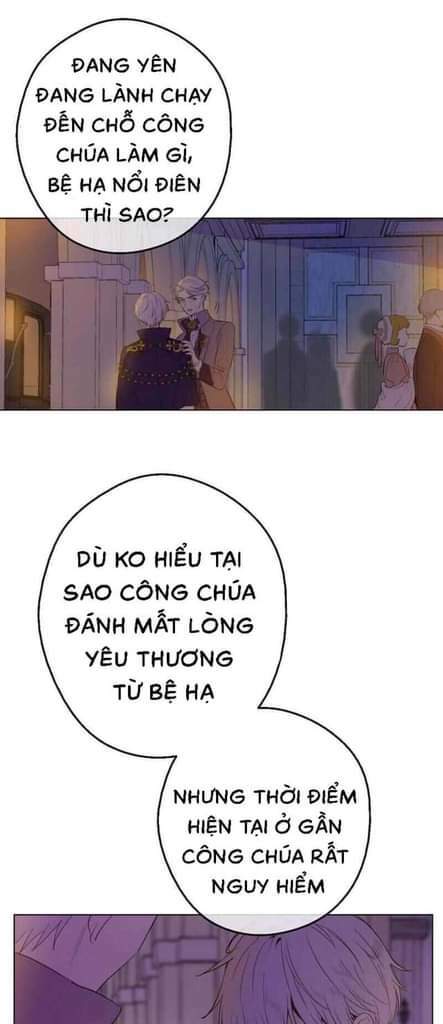 ĐANG YÊN
ĐANG LÀNH CHẠY
ĐẾN CHỖ CÔNG
CHÚA LÀM GÌ,
BỆ HẠ NỔI ĐIÊN
THÌ SAO?
DÙ KO HIỂU TẠI
SAO CÔNG CHÚA
ĐÁNH MẤT LÒNG
YÊU THƯƠNG
TỪ BỆ HẠ
NHƯNG THỜI ĐIỂM
HIỆN TẠI Ở GẦN
CÔNG CHÚA RẤT
NGUY HIỂM